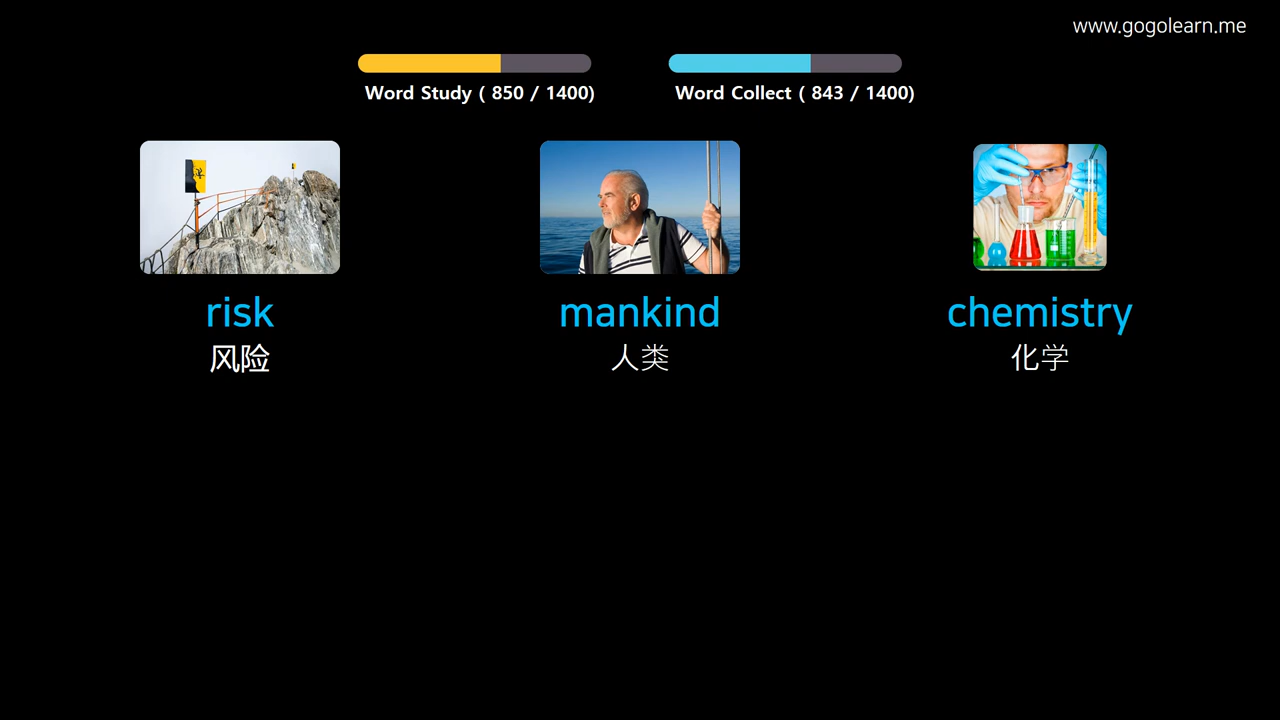 www.gogolearn.me
Word Study ( 850 / 1400)
Word Collect ( 843 / 1400)
risk
风险
mankind
人类
chemistry
化学